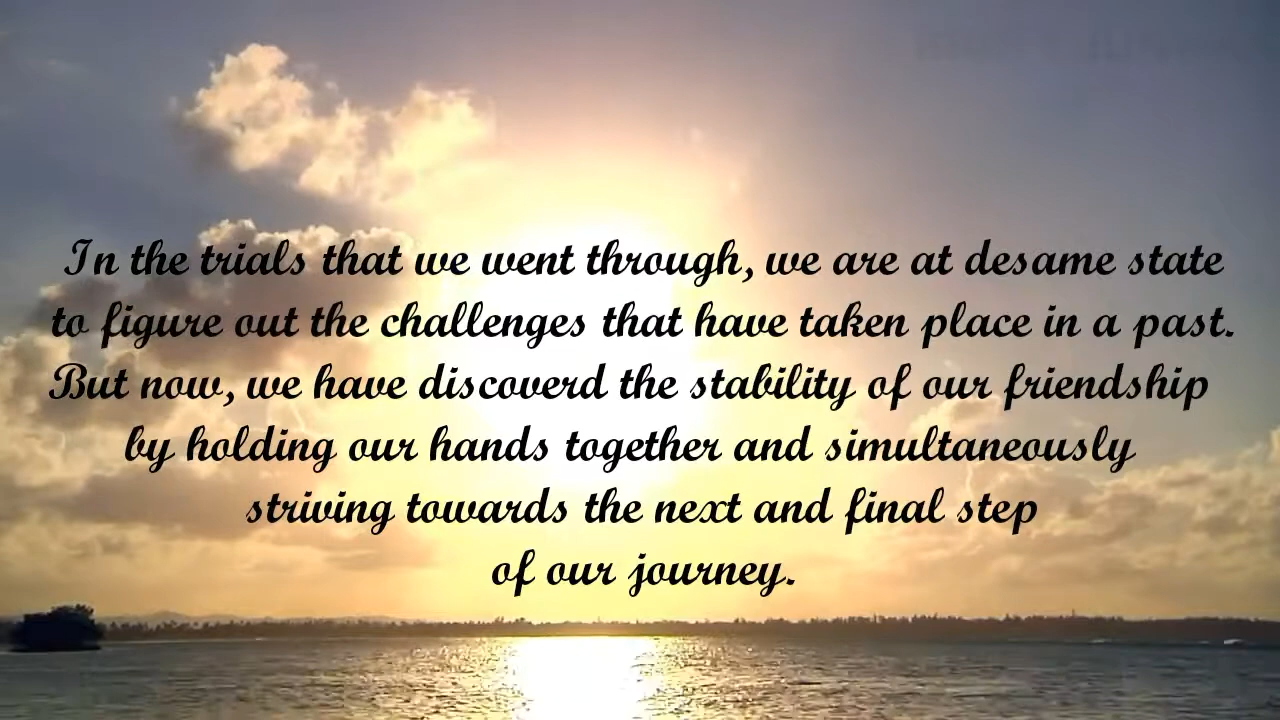 In the trials that we went through, we are at desame state
to figure out the challenges that have taken place in a past.
But now, we have discoverd the stability of our friendship
by holding our hands together and simultaneously
striving towards the next and final step
of our journey.